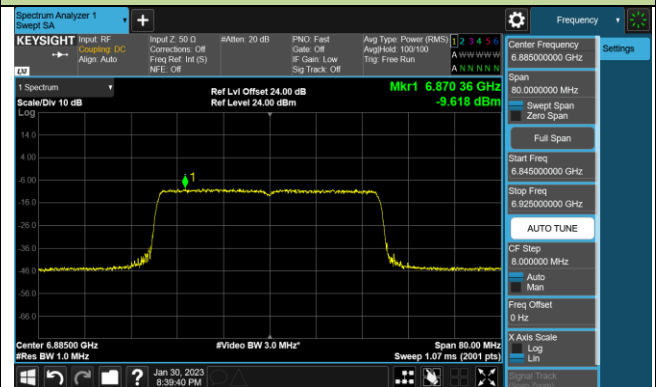 Spectrum Analyzer 1
Swept SA
+
Frequency
KEYSIGHT
Input: RF
Coupling: DC
Align: Auto
Input Z: 50 Ω
Corrections: Off
Freq Ref: Int (S)
NFE: Off
#Atten: 20 dB
PNO: Fast
Gate: Off
IF Gain: Low
Sig Track: Off
Avg Type: Power (RMS)
Avg|Hold: 100/100
Trig: Free Run
1 2 3 4 5 6
A W W W W W
A N N N N N
LXI
1 Spectrum
Scale/Div 10 dB
Log
Ref Lvl Offset 24.00 dB
Ref Level 24.00 dBm
Mkr1 6.870 36 GHz
-9.618 dBm
14.0
4.00
-6.00
-16.0
-26.0
-36.0
-46.0
-56.0
-66.0
1
Center 6.88500 GHz
#Res BW 1.0 MHz
#Video BW 3.0 MHz*
Span 80.00 MHz
Sweep 1.07 ms (2001 pts)
?
Jan 30, 2023
8:39:40 PM
Center Frequency
6.885000000 GHz
Settings
Span
80.0000000 MHz
Swept Span
Zero Span
Full Span
Start Freq
6.845000000 GHz
Stop Freq
6.925000000 GHz
AUTO TUNE
CF Step
8.000000 MHz
Auto
Man
Freq Offset
0 Hz
X Axis Scale
Log
Lin
Signal Track
(Span Zoom)